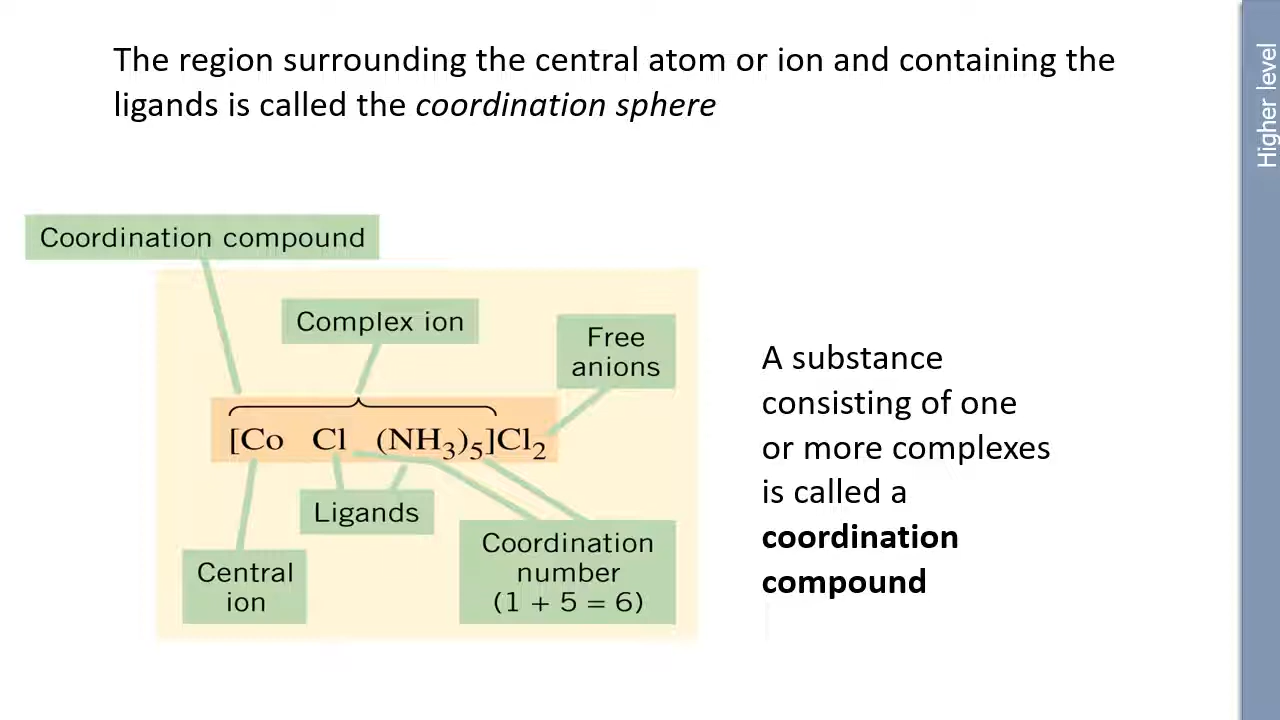 The region surrounding the central atom or ion and containing the
ligands is called the coordination sphere
Higher level
Coordination compound
Complex ion
Free
anions
[Co Cl (NH₃)₅]Cl₂
Ligands
Central
ion
Coordination
number
(1 + 5 = 6)
A substance
consisting of one
or more complexes
is called a
coordination
compound